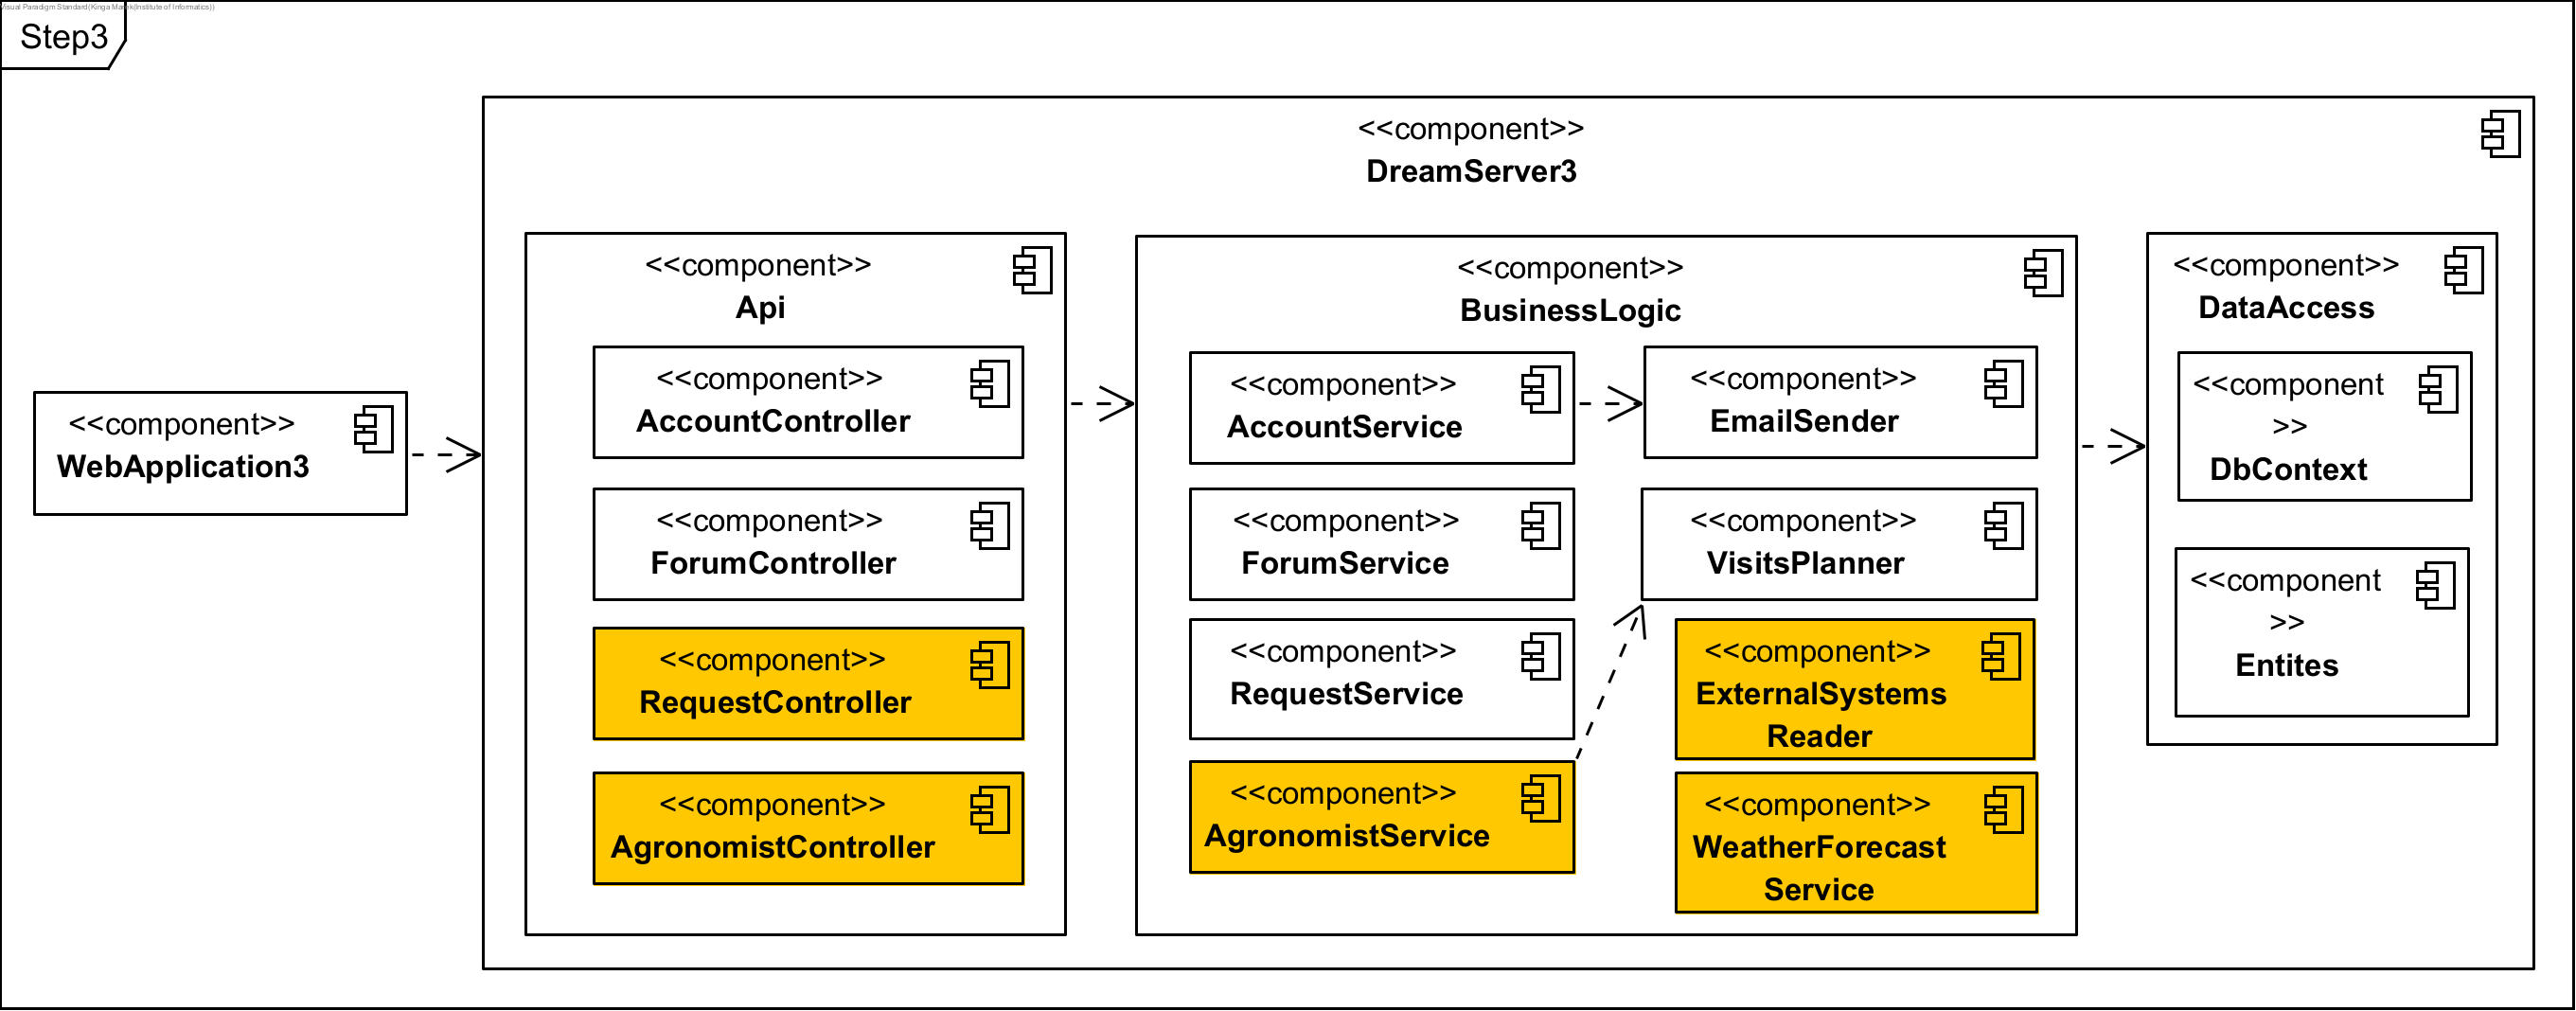 Visual Paradigm Standard(Kinga Marek(Institute of Informatics))
Step3
<<component>>
DreamServer3
<<component>>
WebApplication3
<<component>>
Api
<<component>>
AccountController
<<component>>
ForumController
<<component>>
RequestController
<<component>>
AgronomistController
<<component>>
BusinessLogic
<<component>>
AccountService
<<component>>
EmailSender
<<component>>
ForumService
<<component>>
VisitsPlanner
<<component>>
RequestService
<<component>>
ExternalSystems
Reader
<<component>>
AgronomistService
<<component>>
WeatherForecast
Service
<<component>>
DataAccess
<<component
>>
DbContext
<<component
>>
Entites